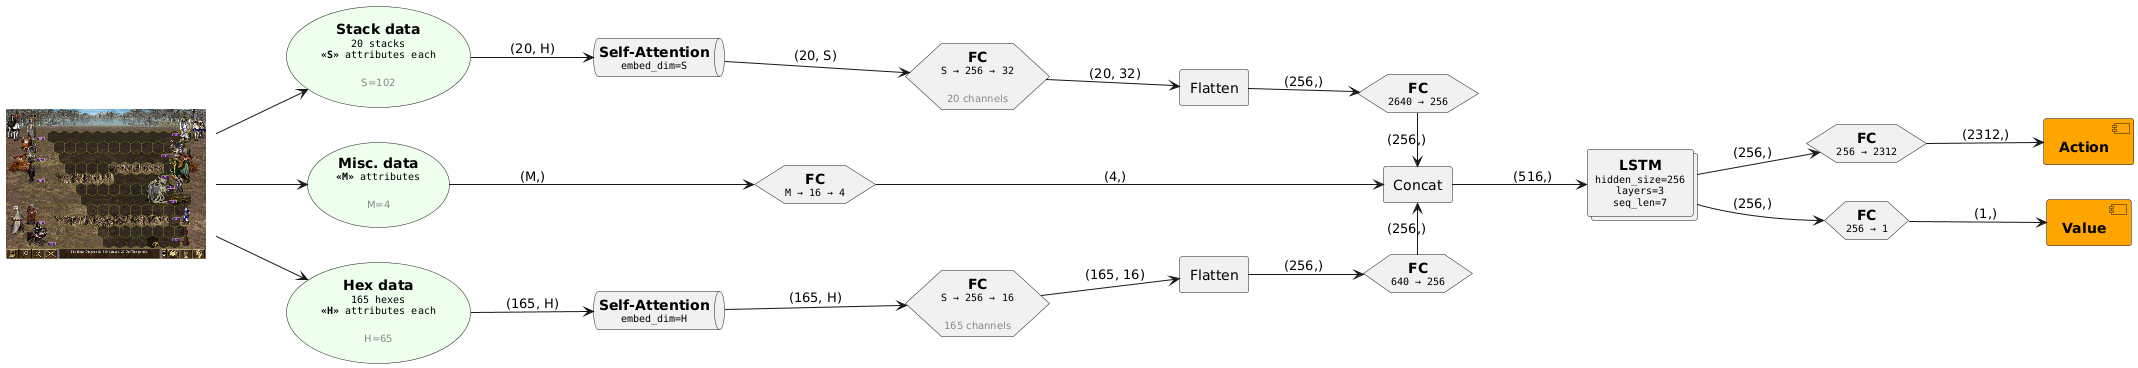 Stack data
20 stacks
«S» attributes each
S=102
(20, H)
Self-Attention
embed_dim=S
(20, S)
FC
S → 256 → 32
20 channels
(20, 32)
Flatten
(256,)
FC
2640 → 256
(256,)
Misc. data
«M» attributes
M=4
(M,)
FC
M → 16 → 4
(4,)
Concat
(516,)
LSTM
hidden_size=256
layers=3
seq_len=7
(256,)
FC
256 → 2312
(2312,)
Action
(256,)
FC
256 → 1
(1,)
Value
Hex data
165 hexes
«H» attributes each
H=65
(165, H)
Self-Attention
embed_dim=H
(165, H)
FC
S → 256 → 16
165 channels
(165, 16)
Flatten
(256,)
FC
640 → 256
(256,)